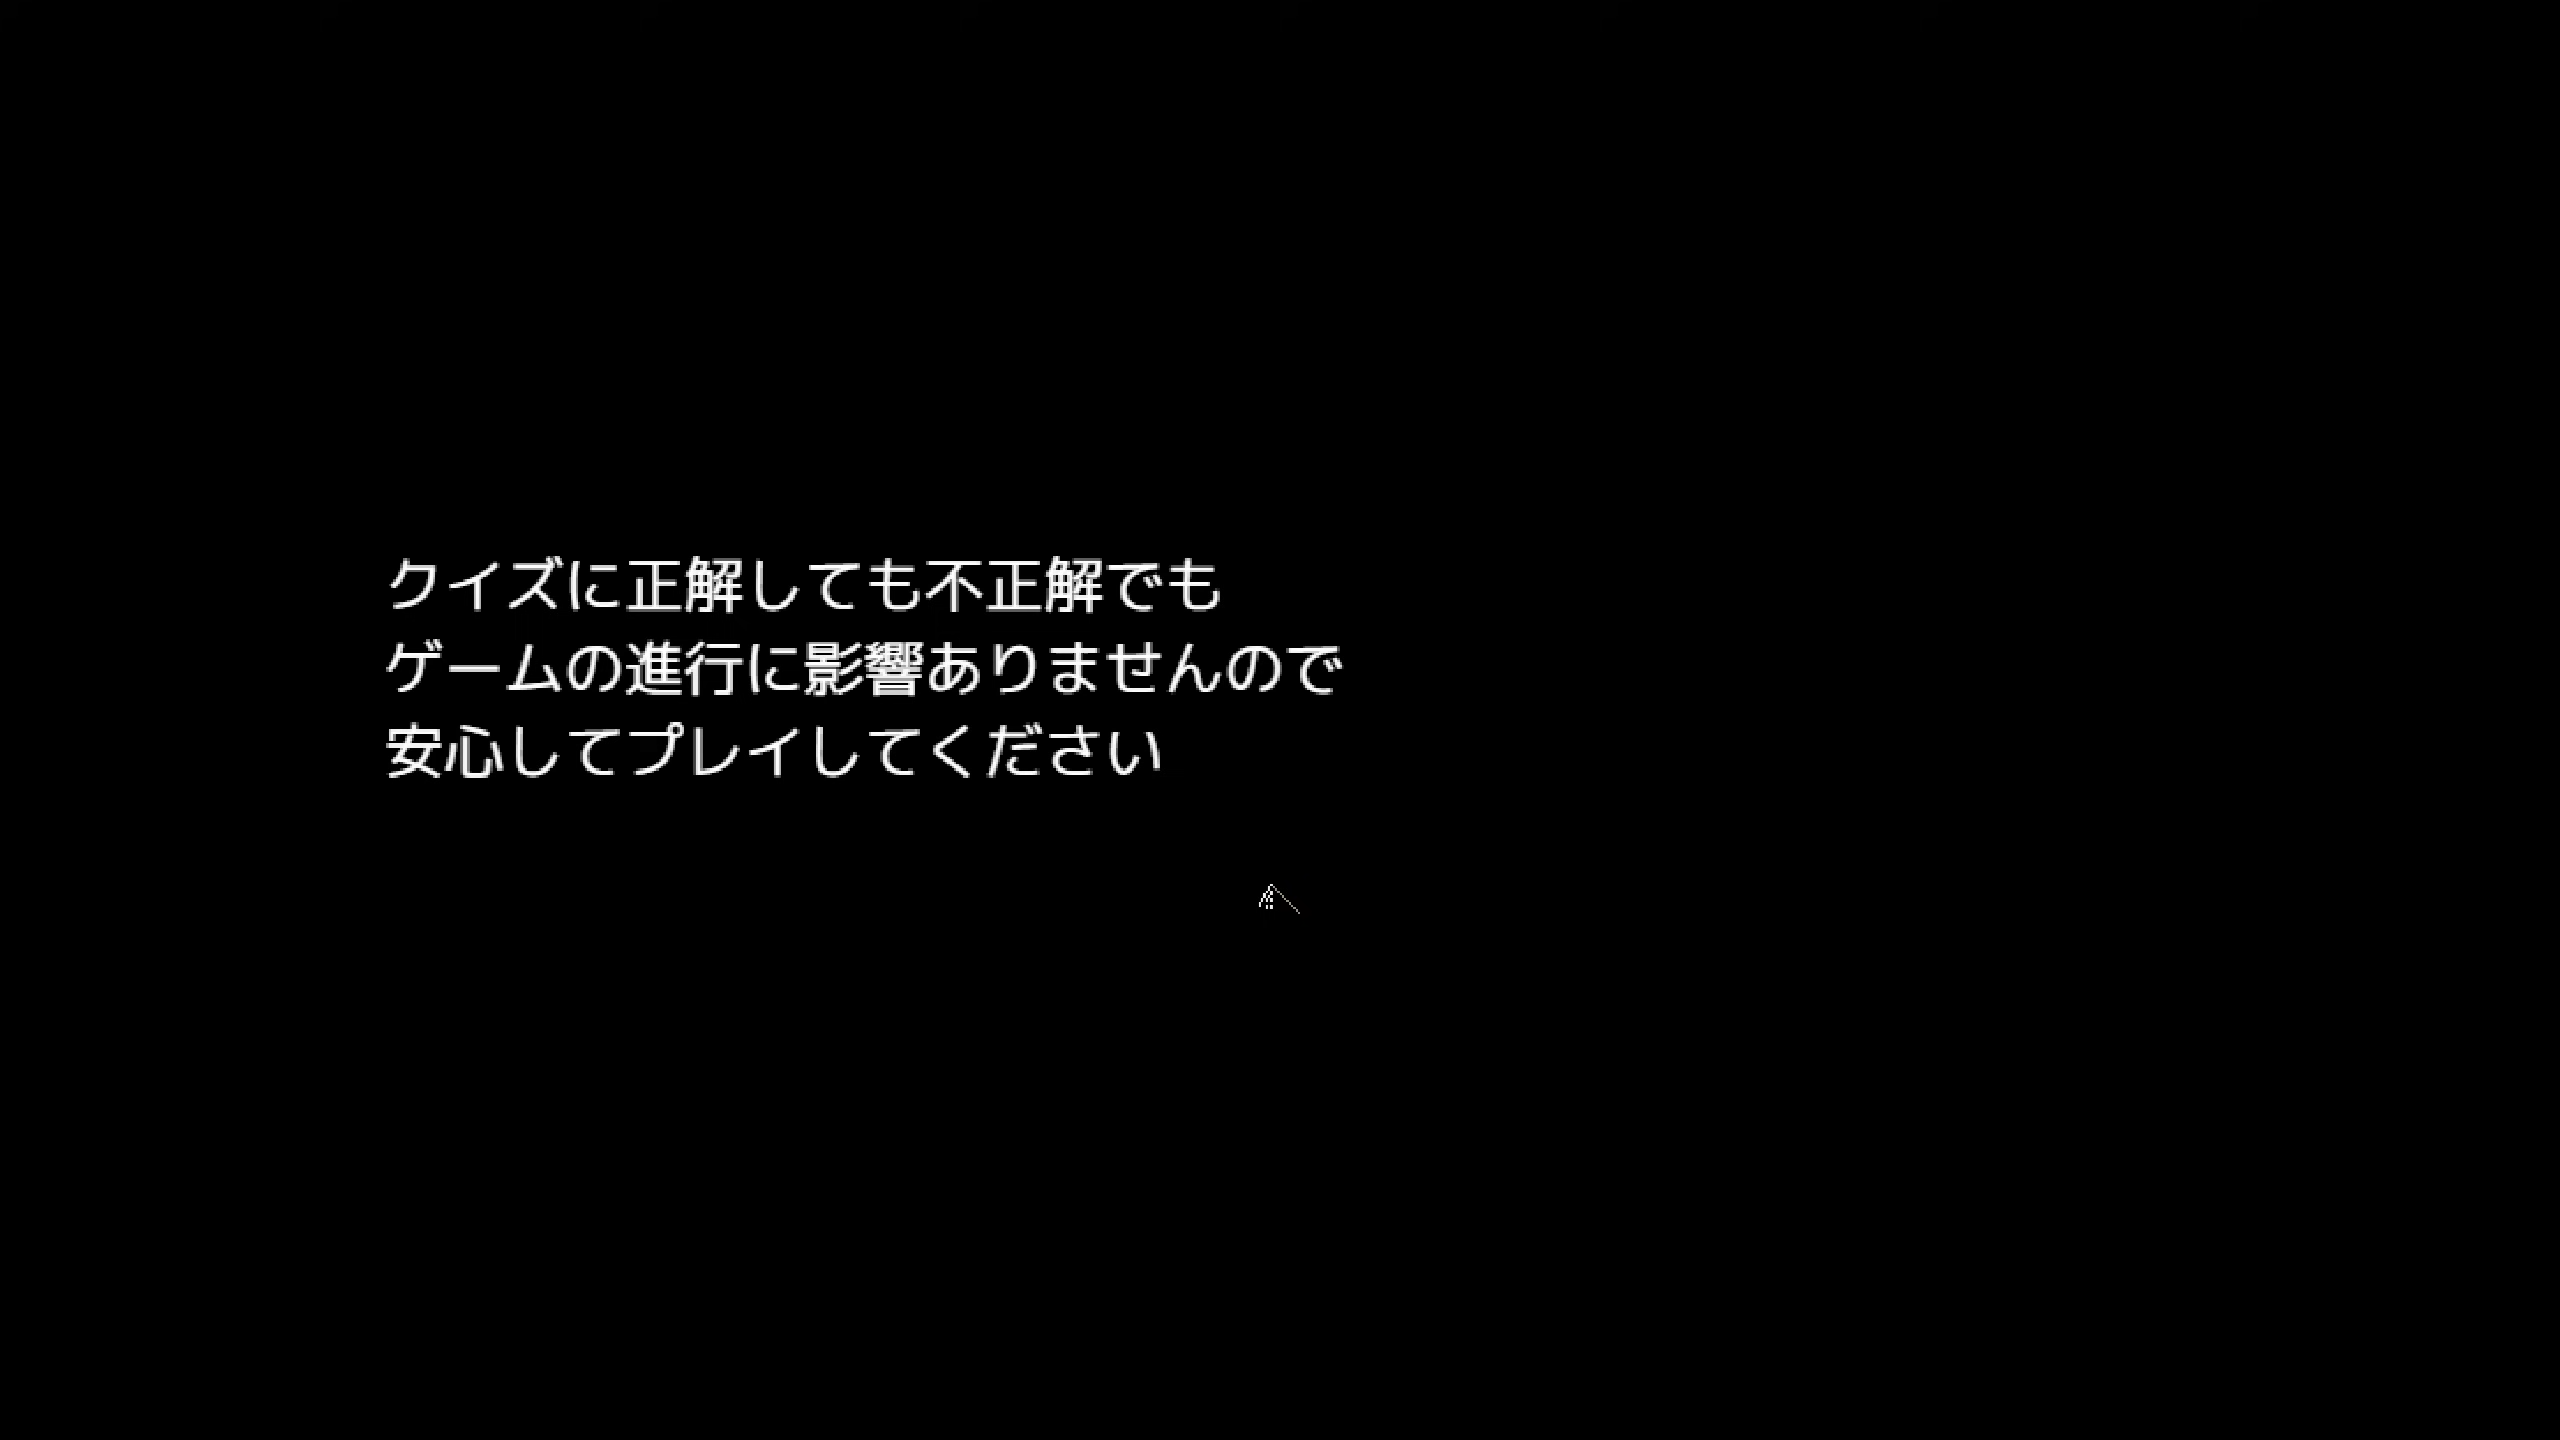 クイズに正解しても不正解でも
ゲームの進行に影響ありませんので
安心してプレイしてください